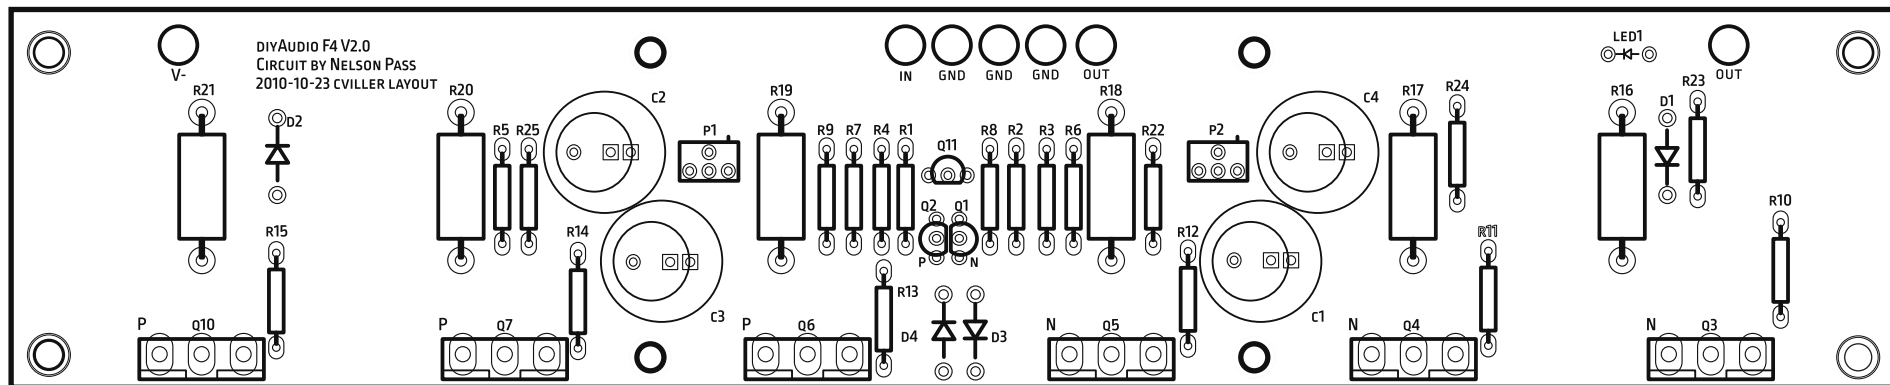 DIYAUDIO F4 V2.0
CIRCUIT BY NELSON PASS
2010-10-23 CVILLER LAYOUT
V-
IN
GND
GND
GND
OUT
LED1
OUT
R21
D2
R20
R5
R25
C2
P1
R19
R9
R7
R4
R1
Q11
R8
R2
R3
R6
R18
R22
P2
C4
R17
R24
R16
D1
R23
Q2
Q1
P
N
R15
R14
R12
R11
R10
R13
C3
C1
D4
D3
P
Q10
P
Q7
P
Q6
N
Q5
N
Q4
N
Q3